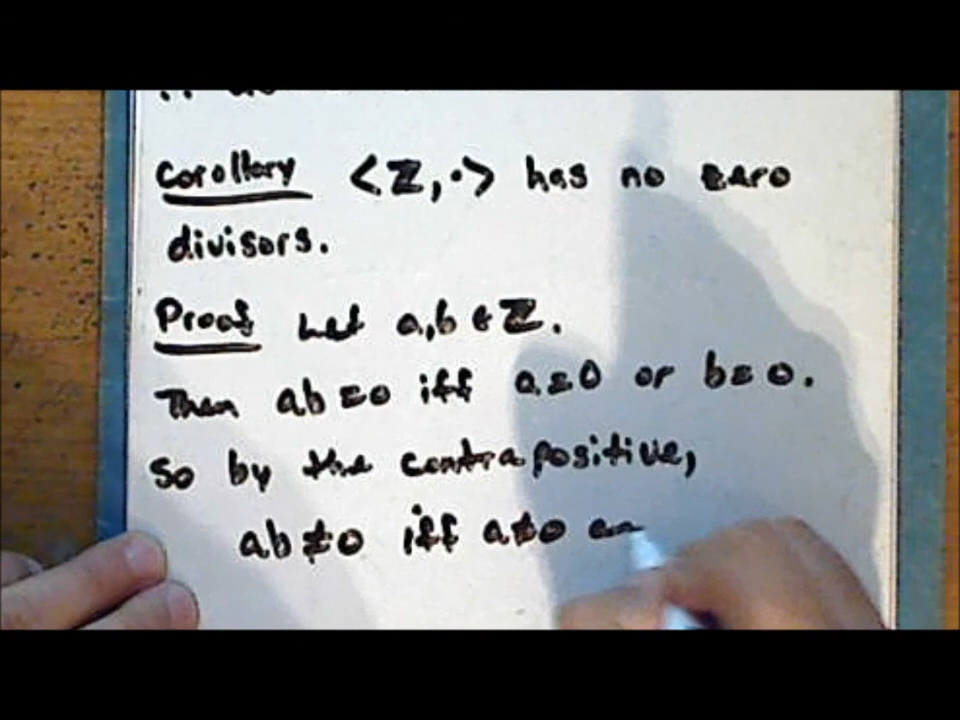 Corollary <ℤ, ·> has no zero
divisors.
Proof Let a,b ∈ ℤ.
Then ab=0 iff a=0 or b=0.
So by the contrapositive,
ab≠0 iff a≠0 an